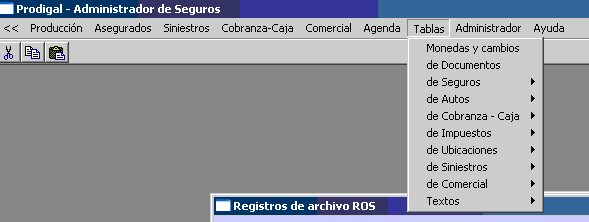 Prodigal - Administrador de Seguros
<< Producción Asegurados Siniestros Cobranza-Caja Comercial Agenda Tablas Administrador Ayuda
Monedas y cambios
de Documentos
de Seguros
de Autos
de Cobranza - Caja
de Impuestos
de Ubicaciones
de Siniestros
de Comercial
Textos
Registros de archivo ROS